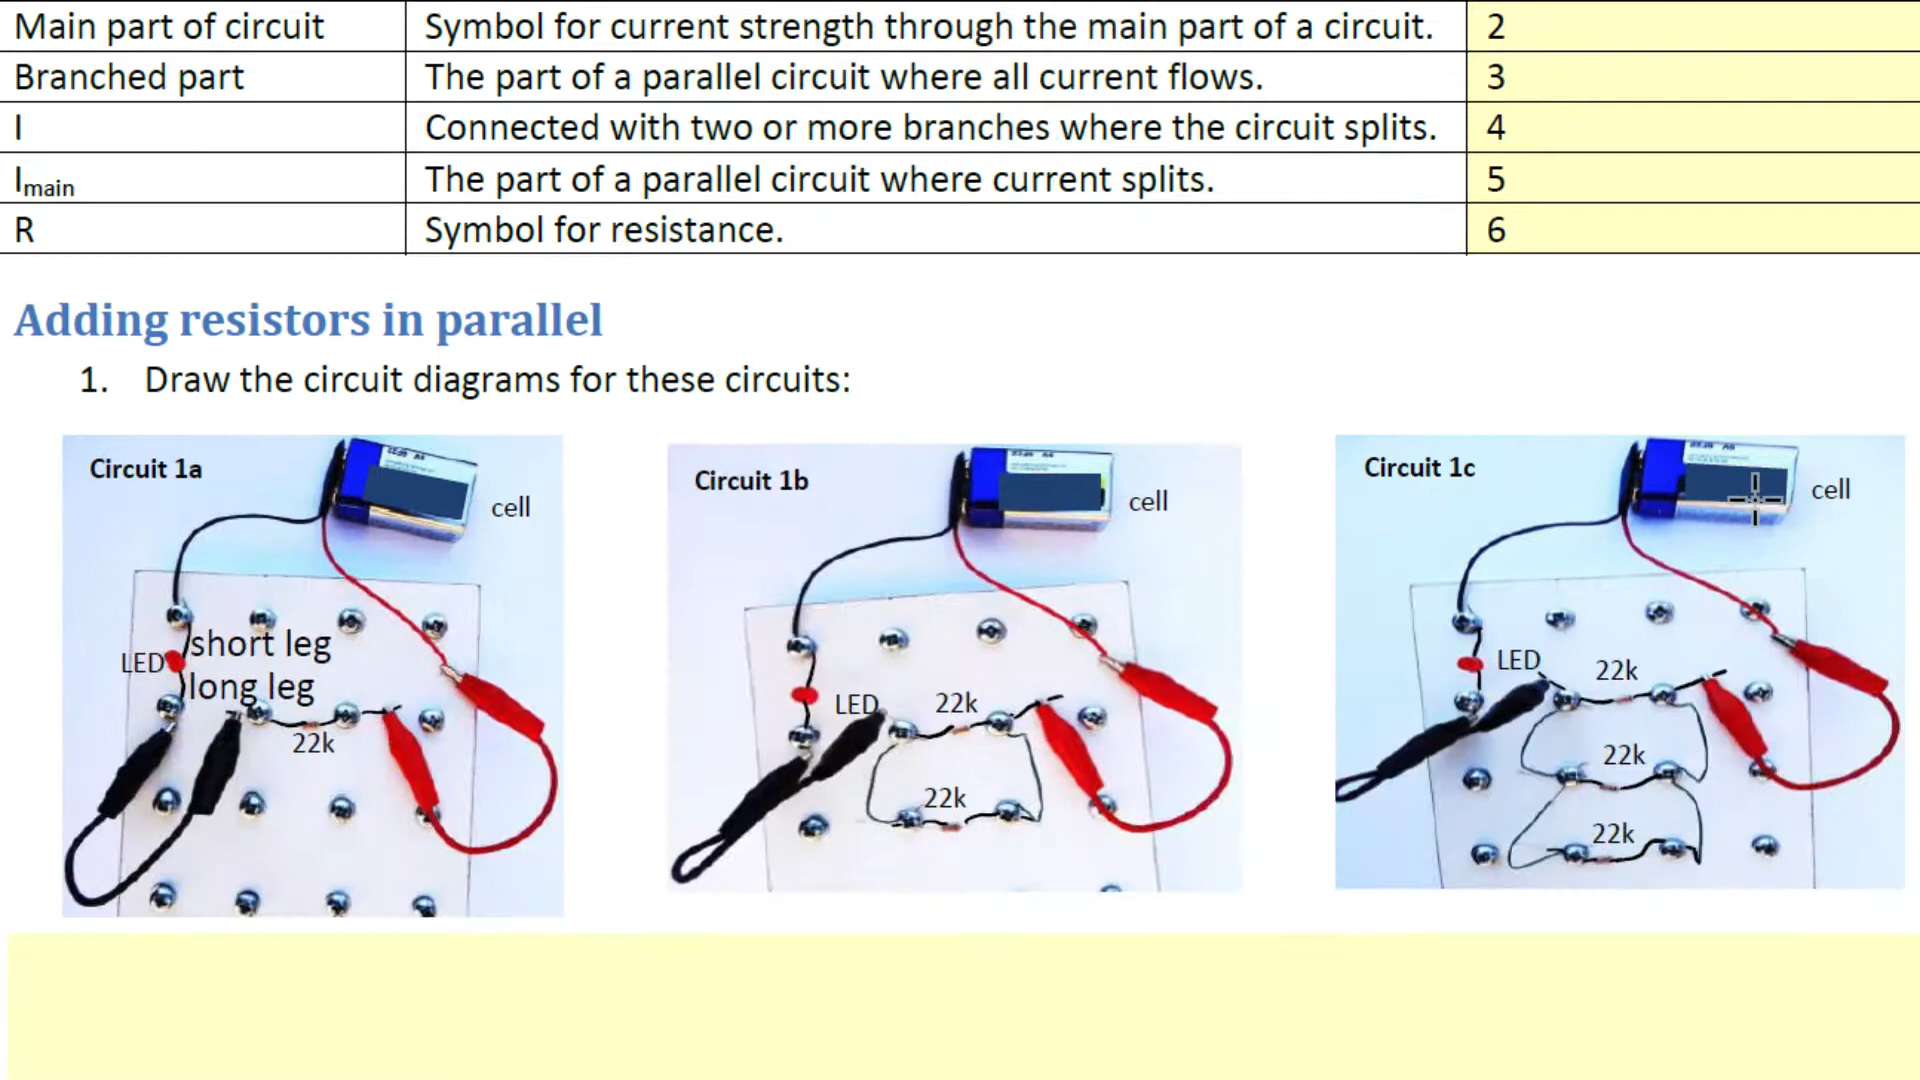 Main part of circuit Symbol for current strength through the main part of a circuit. 2
Branched part The part of a parallel circuit where all current flows. 3
I Connected with two or more branches where the circuit splits. 4
Imain The part of a parallel circuit where current splits. 5
R Symbol for resistance. 6
Adding resistors in parallel
1. Draw the circuit diagrams for these circuits:
Circuit 1a
cell
short leg
LED
long leg
22k
Circuit 1b
cell
LED
22k
22k
Circuit 1c
cell
LED
22k
22k
22k